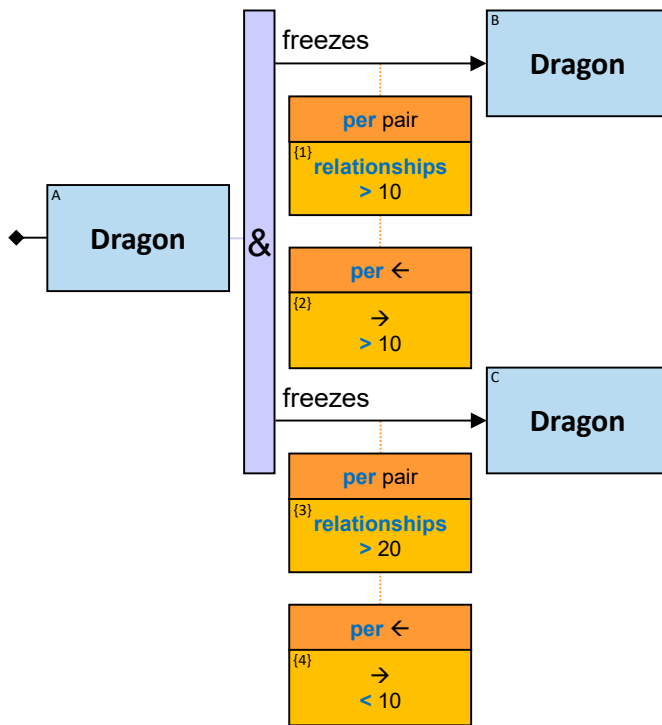 freezes
B
Dragon
per pair
{1}
relationships
> 10
A
Dragon
&
per ←
{2}
→
> 10
freezes
C
Dragon
per pair
{3}
relationships
> 20
per ←
{4}
→
< 10